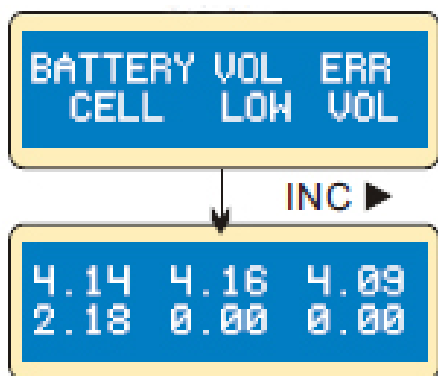 BATTERY VOL ERR
CELL LOW VOL
INC ►
4.14 4.16 4.09
2.18 0.00 0.00